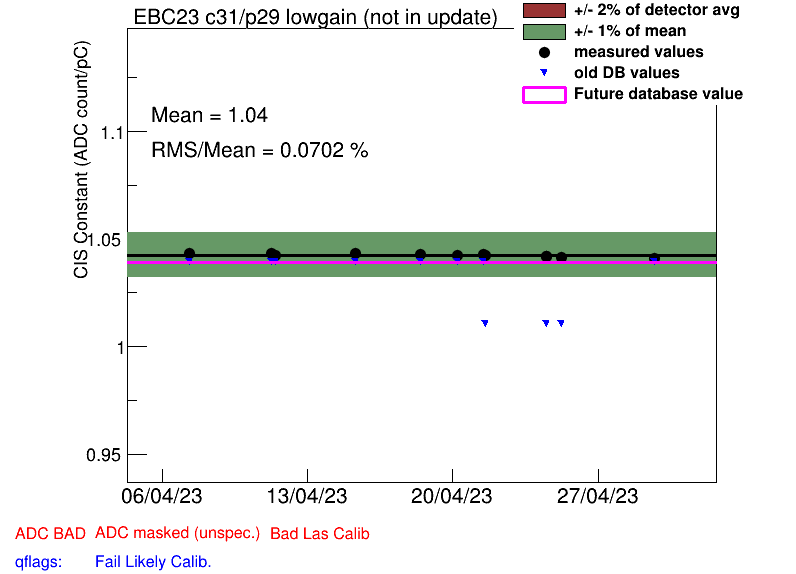 EBC23 c31/p29 lowgain (not in update)
+/- 2% of detector avg
+/- 1% of mean
measured values
old DB values
Future database value
CIS Constant (ADC count/pC)
Mean = 1.04
RMS/Mean = 0.0702 %
1.1
1.05
1
0.95
06/04/23 13/04/23 20/04/23 27/04/23
ADC BAD ADC masked (unspec.) Bad Las Calib
qflags: Fail Likely Calib.